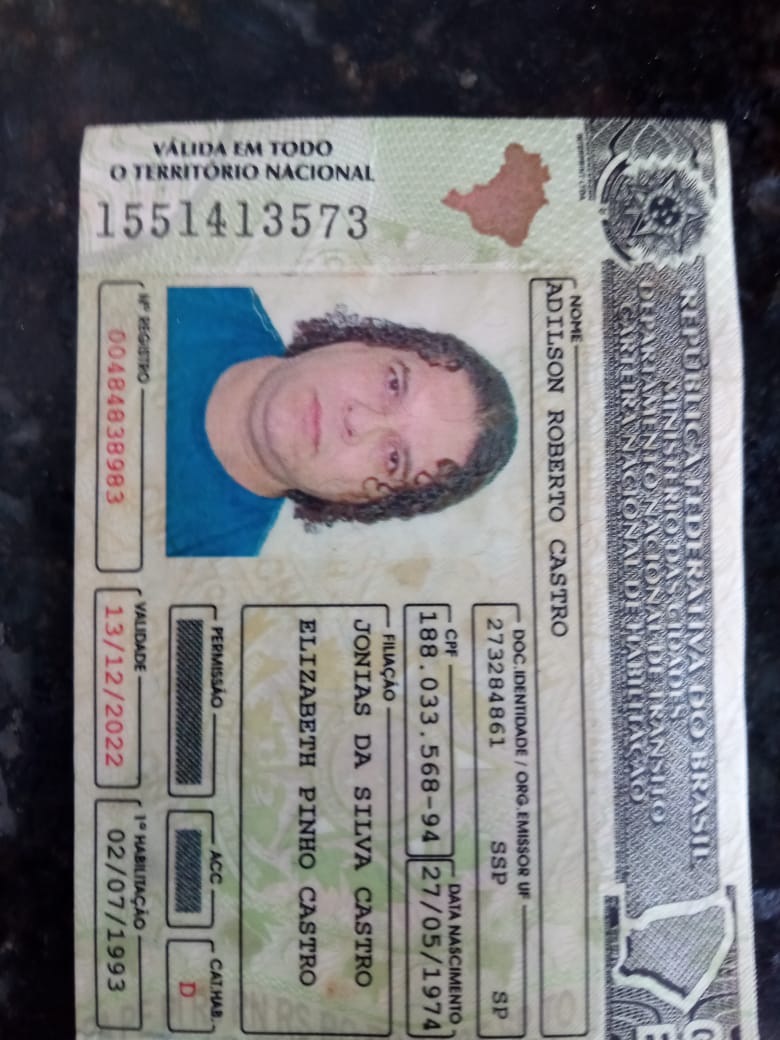 REPÚBLICA FEDERATIVA DO BRASIL
MINISTÉRIO DAS CIDADES
DEPARTAMENTO NACIONAL DE TRÂNSITO
CARTEIRA NACIONAL DE HABILITAÇÃO
VÁLIDA EM TODO
O TERRITÓRIO NACIONAL
1551413573
NOME
ADILSON ROBERTO CASTRO
DOC. IDENTIDADE / ORG. EMISSOR UF
273284861 SSP SP
CPF DATA NASCIMENTO
188.033.568-94 27/05/1974
FILIAÇÃO
JONIAS DA SILVA CASTRO
ELIZABETH PINHO CASTRO
PERMISSÃO ACC CAT.HAB.
D
Nº REGISTRO VALIDADE 1ª HABILITAÇÃO
00484838983 13/12/2022 02/07/1993